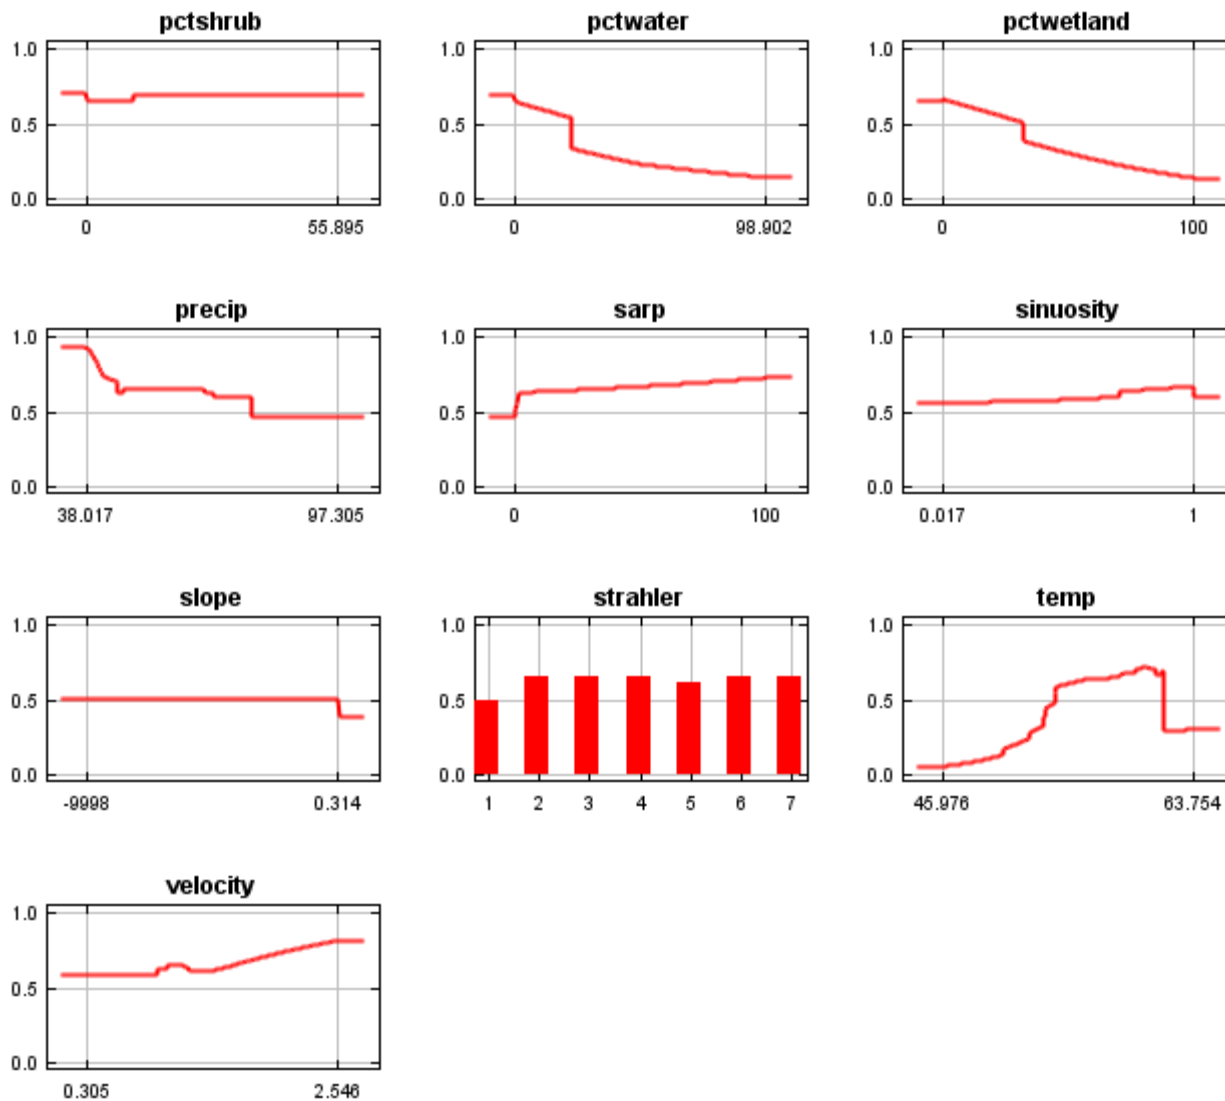 pctshrub pctwater pctwetland
1.0 1.0 1.0
0.5 0.5 0.5
0.0 0.0 0.0
0 55.895 0 98.902 0 100
precip sarp sinuosity
1.0 1.0 1.0
0.5 0.5 0.5
0.0 0.0 0.0
38.017 97.305 0 100 0.017 1
slope strahler temp
1.0 1.0 1.0
0.5 0.5 0.5
0.0 0.0 0.0
-9998 0.314 1 2 3 4 5 6 7 45.976 63.754
velocity
1.0
0.5
0.0
0.305 2.546